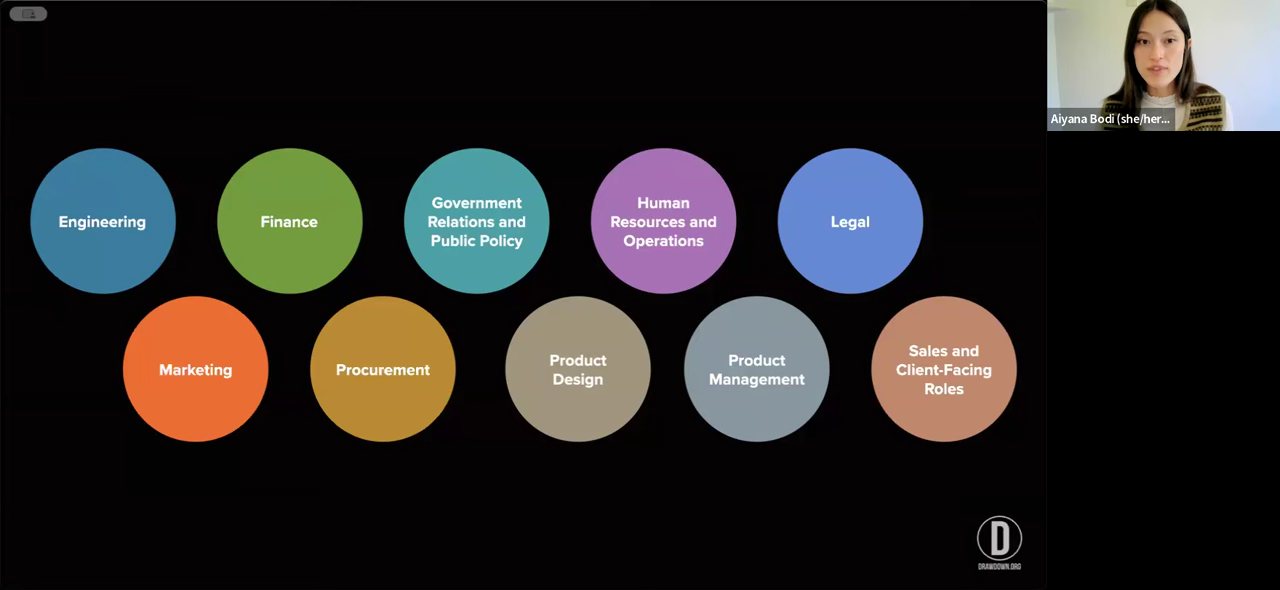 Aiyana Bodi (she/her...
Engineering
Finance
Government
Relations and
Public Policy
Human
Resources and
Operations
Legal
Marketing
Procurement
Product
Design
Product
Management
Sales and
Client-Facing
Roles
D
DRAWDOWN.ORG